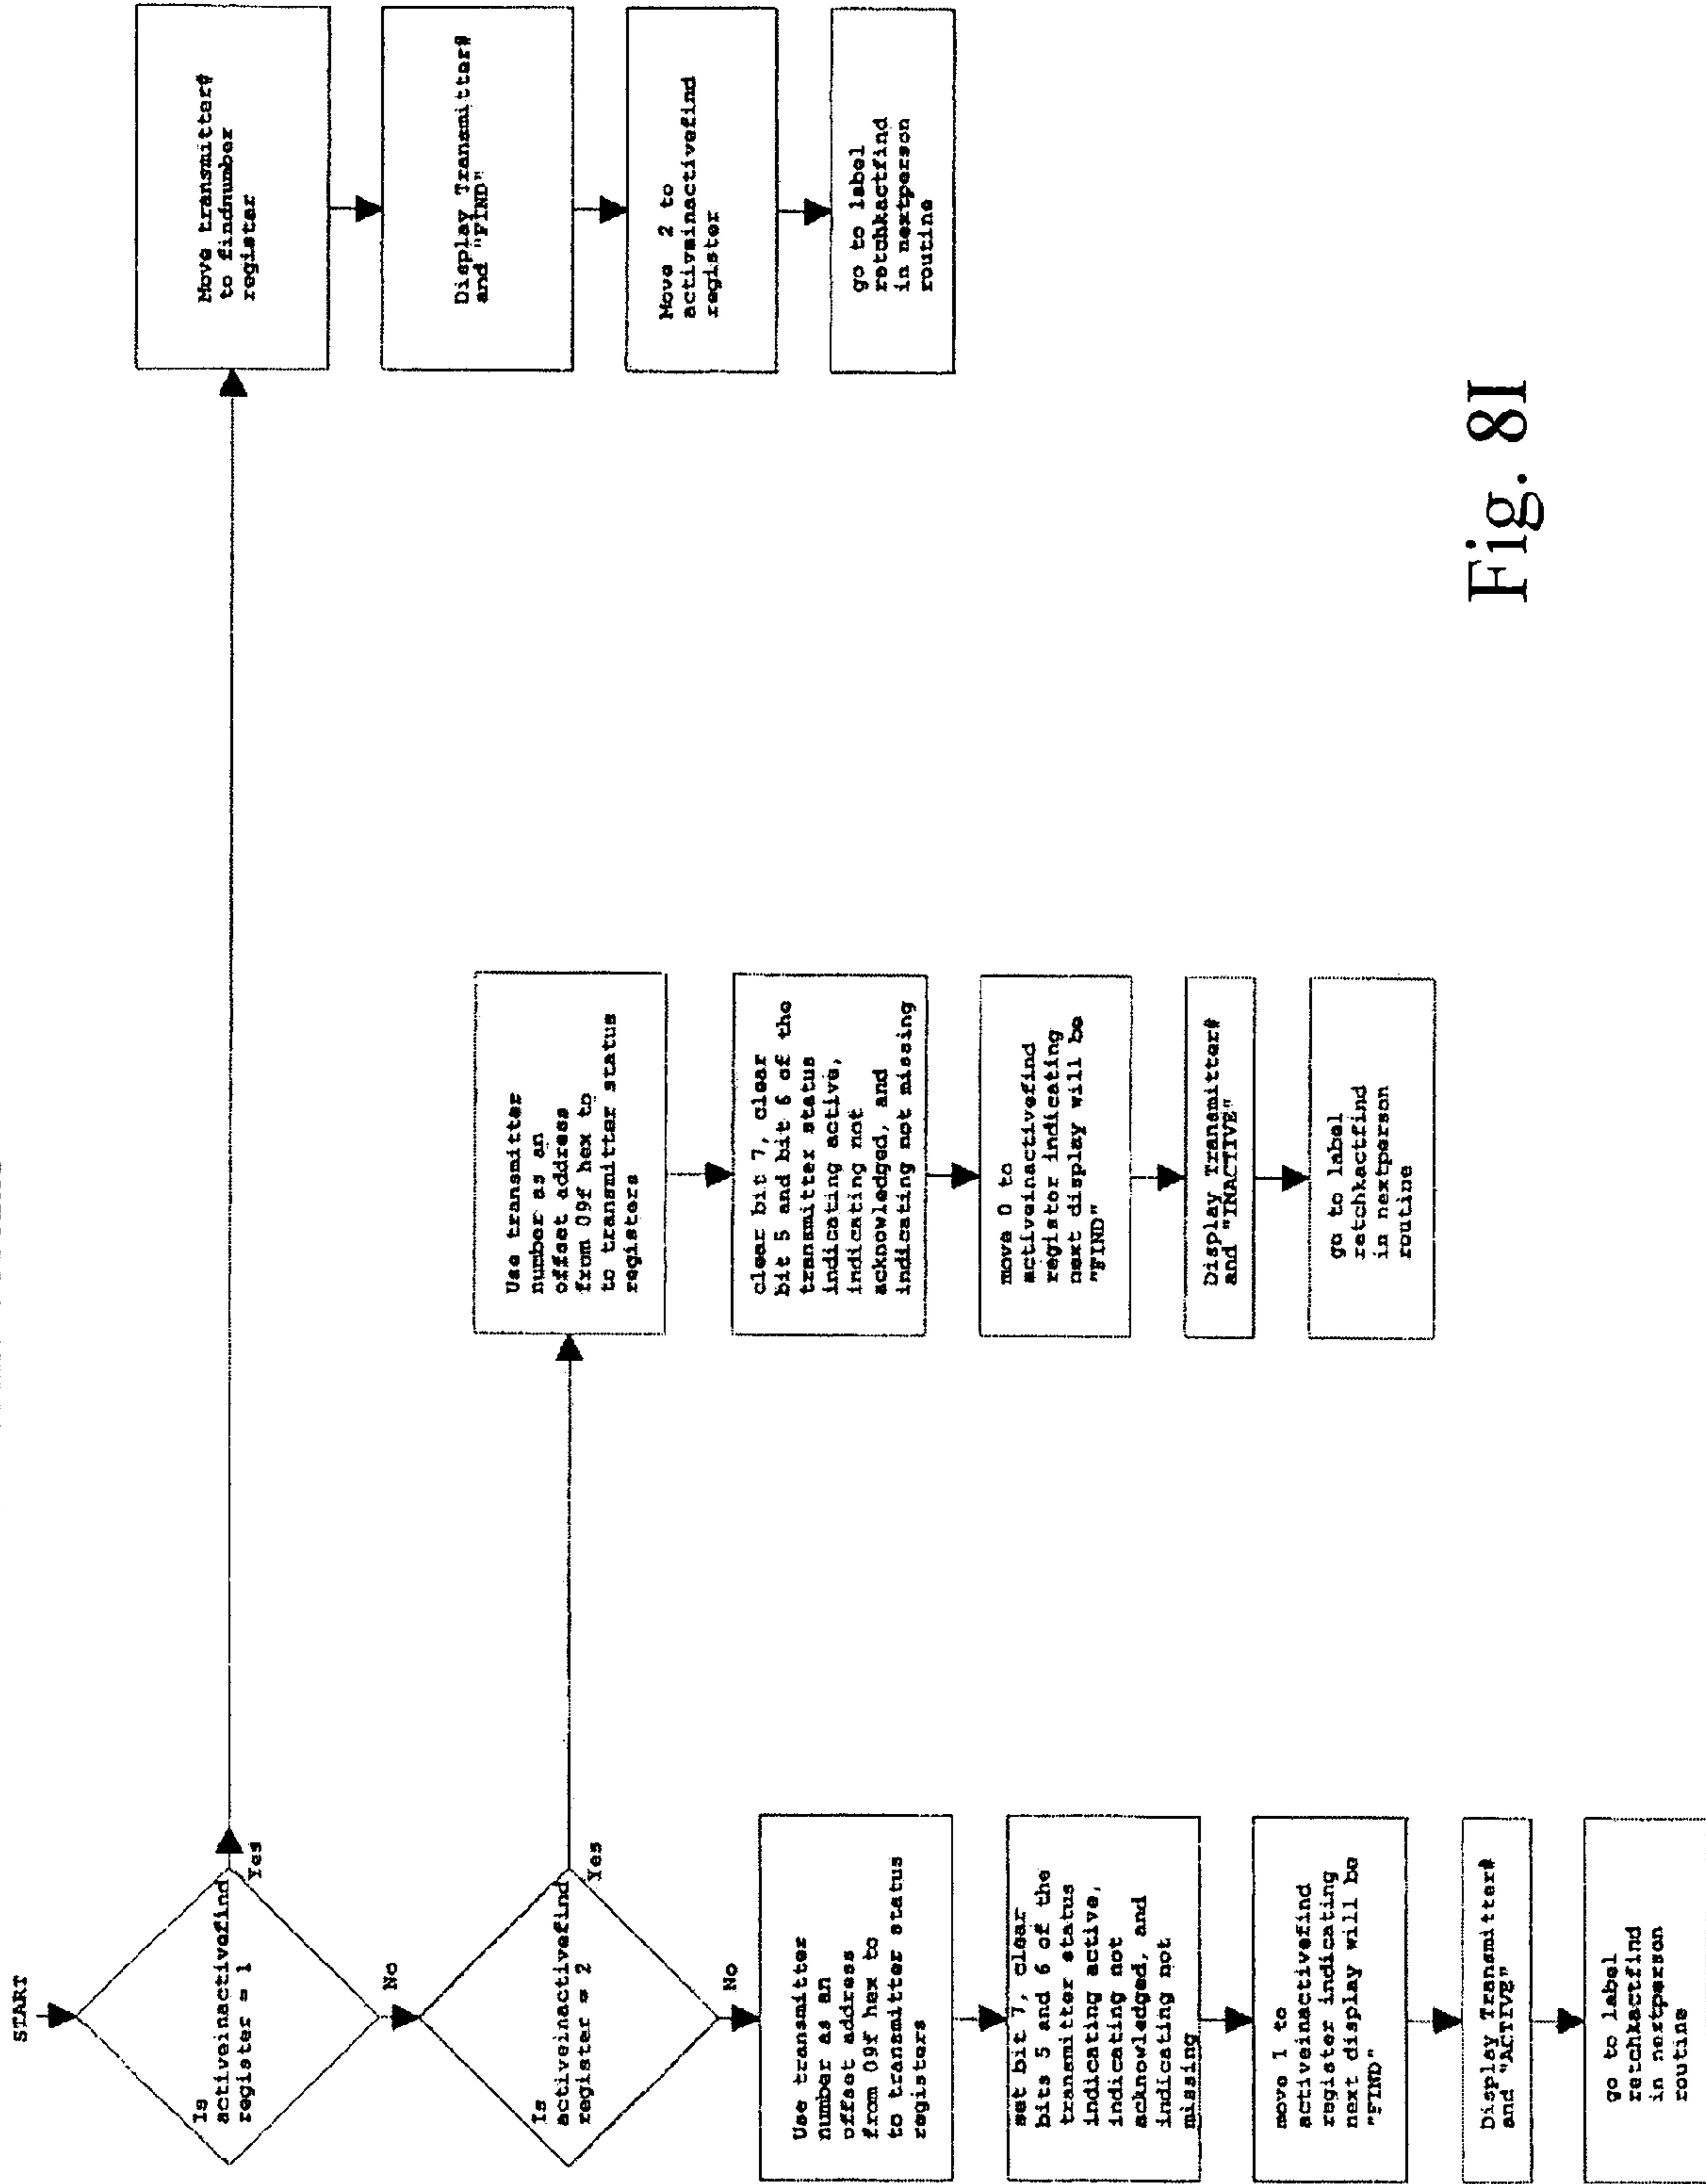 START
Is
activeinactivefind
register = 1
Yes
No
Is
activeinactivefind
register = 2
Yes
No
Use transmitter
number as an
offset address
from 09f hex to
to transmitter status
registers
set bit 7, clear
bits 5 and 6 of the
transmitter status
indicating active,
indicating not
acknowledged, and
indicating not
missing
move 1 to
activeinactivefind
register indicating
next display will be
"FIND"
Display Transmitter#
and "ACTIVE"
go to label
retchkactfind
in nextperson
routine
Use transmitter
number as an
offset address
from 09f hex to
to transmitter status
registers
clear bit 7, clear
bit 5 and bit 6 of the
transmitter status
indicating active,
indicating not
acknowledged, and
indicating not missing
move 0 to
activeinactivefind
register indicating
next display will be
"FIND"
Display Transmitter#
and "INACTIVE"
go to label
retchkactfind
in nextperson
routine
Move transmitter#
to findnumber
register
Display Transmitter#
and "FIND"
Move 2 to
activeinactivefind
register
go to label
retchkactfind
in nextperson
routine
Fig. 8I